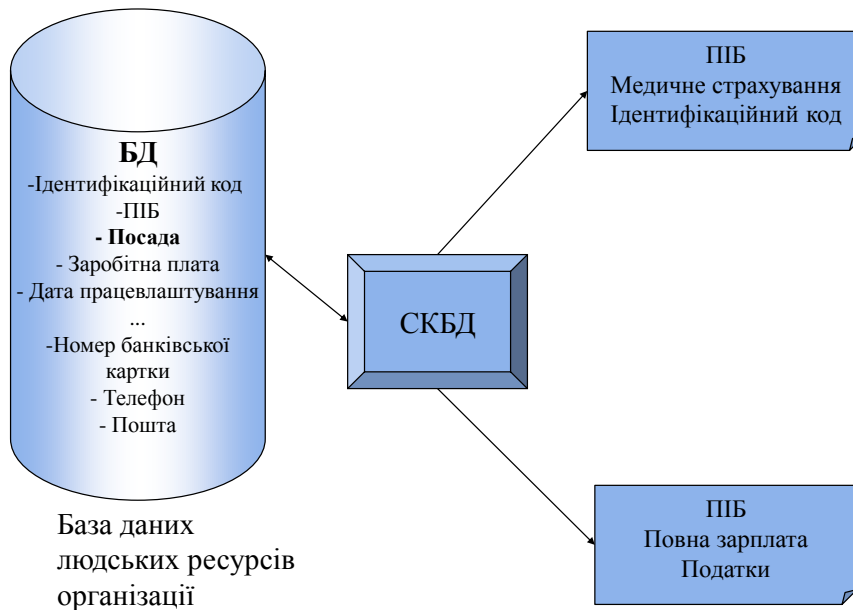 БД
-Ідентифікаційний код
-ПІБ
- Посада
- Заробітна плата
- Дата працевлаштування
...
-Номер банківської
картки
- Телефон
- Пошта
База даних
людських ресурсів
організації
СКБД
ПІБ
Медичне страхування
Ідентифікаційний код
ПІБ
Повна зарплата
Податки